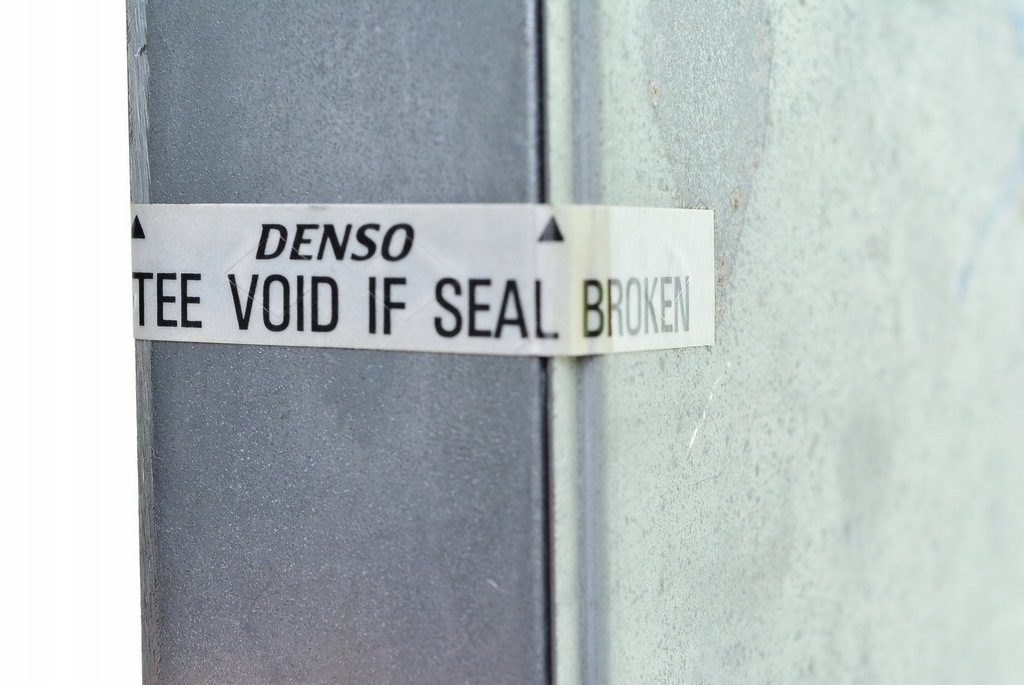 DENSO
TEE VOID IF SEAL BROKEN